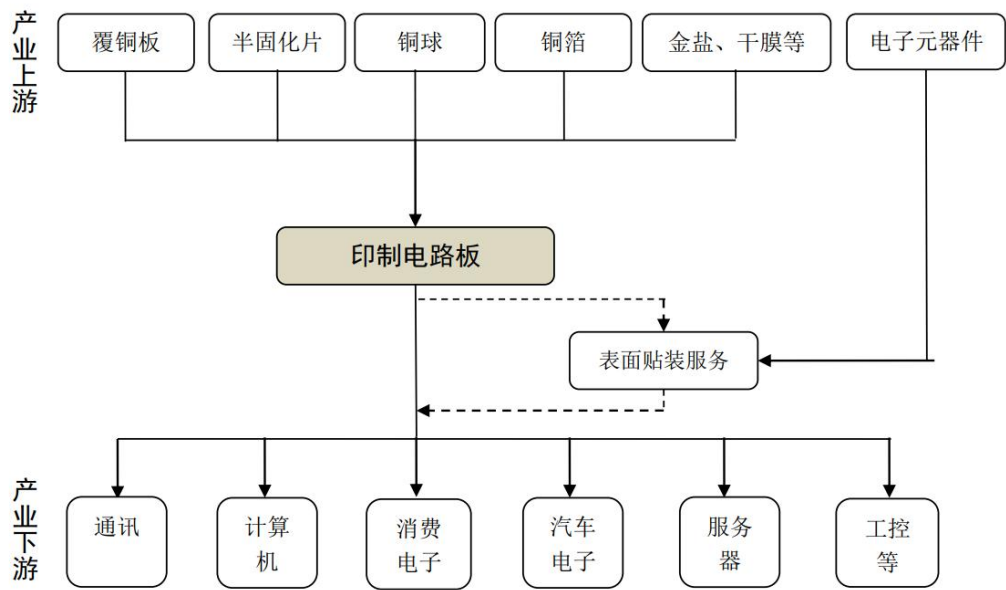 产业上游
覆铜板
半固化片
铜球
铜箔
金盐、干膜等
电子元器件
印制电路板
表面贴装服务
产业下游
通讯
计算
机
消费
电子
汽车
电子
服务
器
工控
等